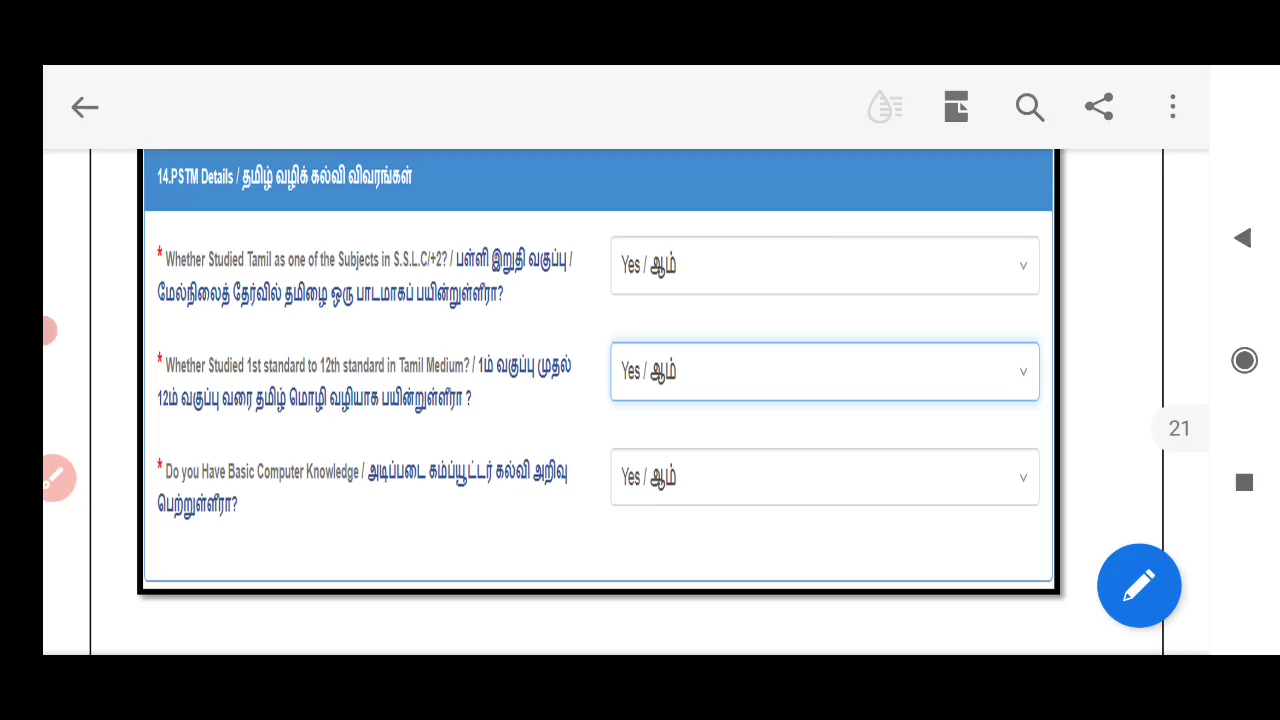 14.PSTM Details / தமிழ் வழிக் கல்வி விவரங்கள்
* Whether Studied Tamil as one of the Subjects in S.S.L.C/+2? / பள்ளி இறுதி வகுப்பு /
மேல்நிலைத் தேர்வில் தமிழை ஒரு பாடமாகப் பயின்றுள்ளீரா?
Yes / ஆம்
* Whether Studied 1st standard to 12th standard in Tamil Medium? / 1ம் வகுப்பு முதல்
12ம் வகுப்பு வரை தமிழ் மொழி வழியாக பயின்றுள்ளீரா ?
Yes / ஆம்
21
* Do you Have Basic Computer Knowledge / அடிப்படை கம்ப்யூட்டர் கல்வி அறிவு
பெற்றுள்ளீரா?
Yes / ஆம்